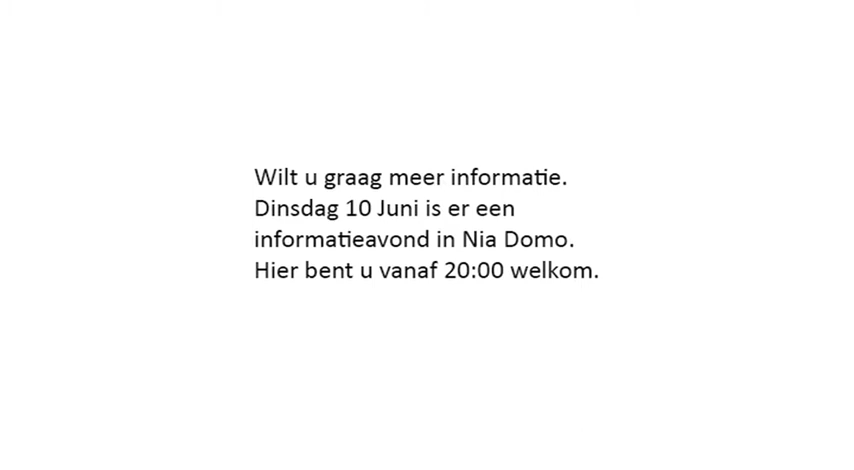 Wilt u graag meer informatie.
Dinsdag 10 Juni is er een
informatieavond in Nia Domo.
Hier bent u vanaf 20:00 welkom.